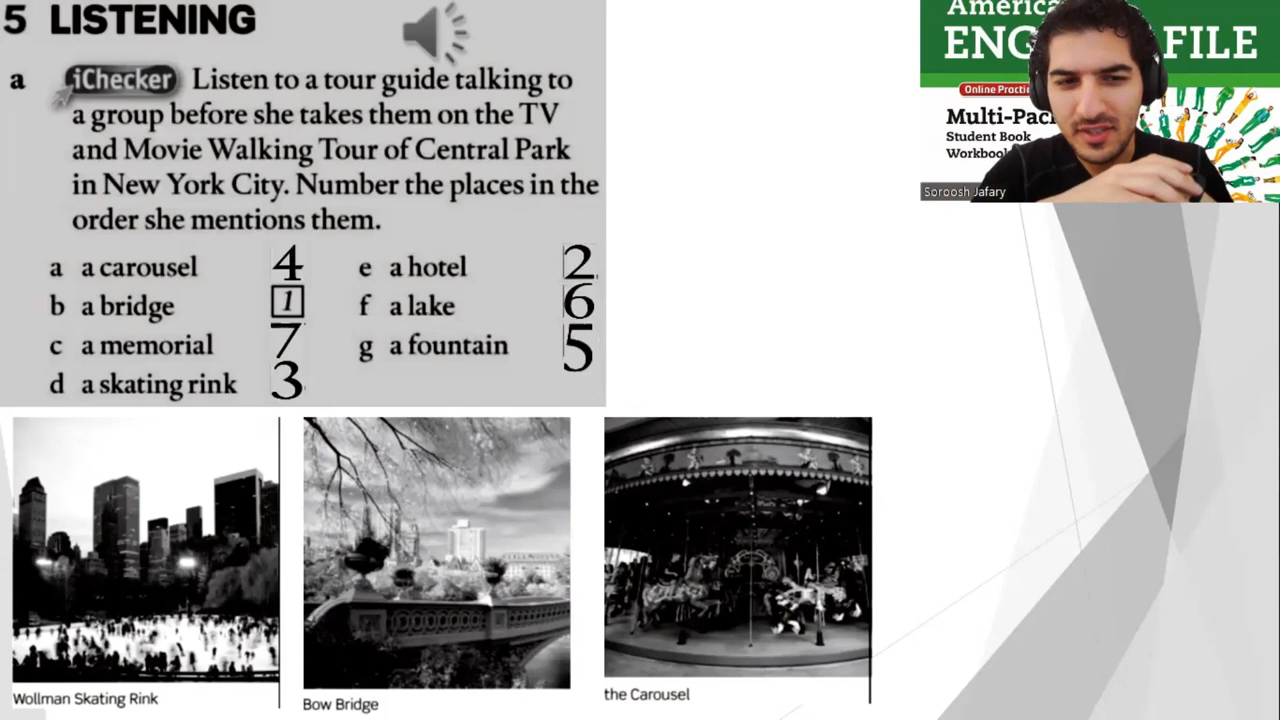 5 LISTENING
a iChecker Listen to a tour guide talking to
a group before she takes them on the TV
and Movie Walking Tour of Central Park
in New York City. Number the places in the
order she mentions them.
a a carousel 4
b a bridge 1
c a memorial 7
d a skating rink 3
e a hotel 2
f a lake 6
g a fountain 5
Wollman Skating Rink
Bow Bridge
the Carousel
America
ENG FILE
Online Practic
Multi-Pack
Student Book
Workbook
Soroosh Jafary